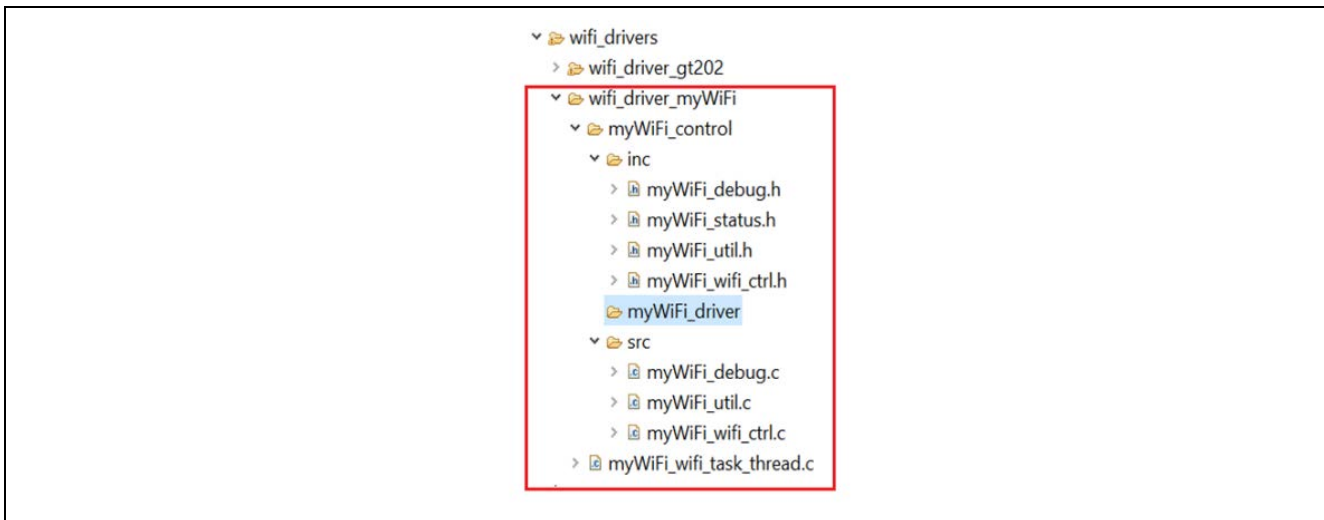 wifi_drivers
wifi_driver_gt202
wifi_driver_myWiFi
myWiFi_control
inc
myWiFi_debug.h
myWiFi_status.h
myWiFi_util.h
myWiFi_wifi_ctrl.h
myWiFi_driver
src
myWiFi_debug.c
myWiFi_util.c
myWiFi_wifi_ctrl.c
myWiFi_wifi_task_thread.c